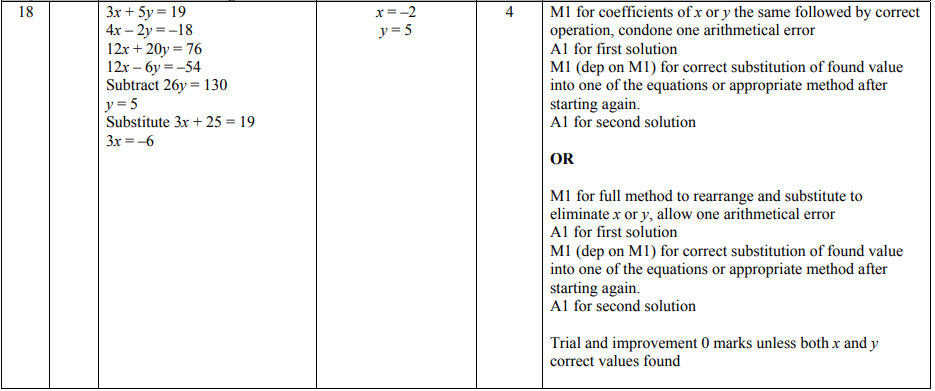 18
3x + 5y = 19
4x – 2y = –18
12x + 20y = 76
12x – 6y = –54
Subtract 26y = 130
y = 5
Substitute 3x + 25 = 19
3x = –6
x = –2
y = 5
4
M1 for coefficients of x or y the same followed by correct
operation, condone one arithmetical error
A1 for first solution
M1 (dep on M1) for correct substitution of found value
into one of the equations or appropriate method after
starting again.
A1 for second solution
OR
M1 for full method to rearrange and substitute to
eliminate x or y, allow one arithmetical error
A1 for first solution
M1 (dep on M1) for correct substitution of found value
into one of the equations or appropriate method after
starting again.
A1 for second solution
Trial and improvement 0 marks unless both x and y
correct values found